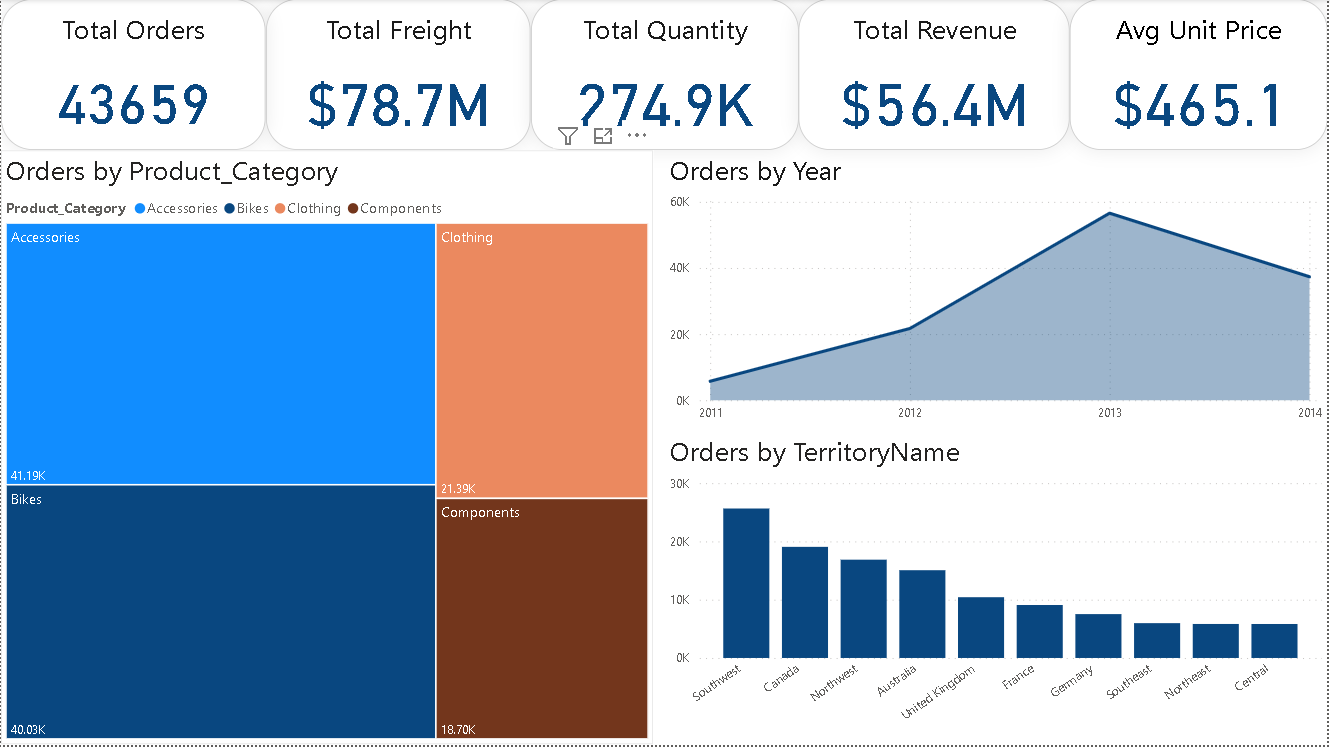 Total Orders
43659
Total Freight
$78.7M
Total Quantity
274.9K
Total Revenue
$56.4M
Avg Unit Price
$465.1
Orders by Product_Category
Product_Category Accessories Bikes Clothing Components
Accessories
41.19K
Clothing
21.39K
Bikes
40.03K
Components
18.70K
Orders by Year
60K
40K
20K
0K
2011 2012 2013 2014
Orders by TerritoryName
30K
20K
10K
0K
Southwest Canada Northwest Australia United Kingdom France Germany Southeast Northeast Central